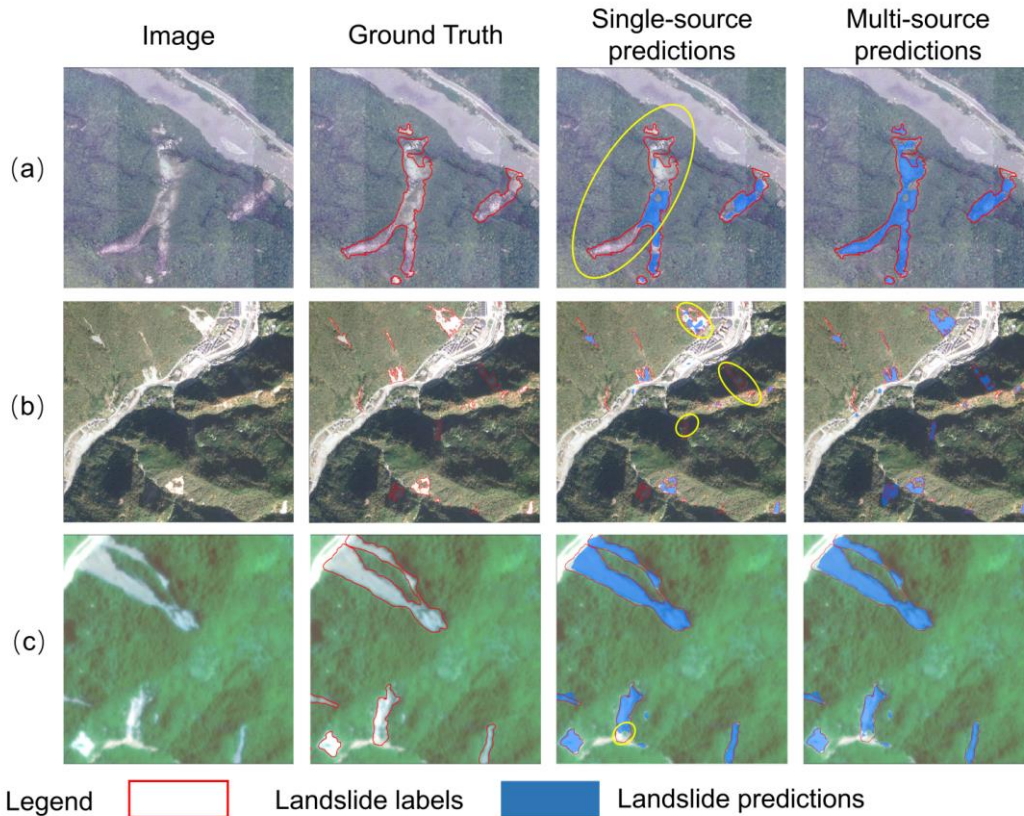 Image
Ground Truth
Single-source
predictions
Multi-source
predictions
(a)
(b)
(c)
Legend
Landslide labels
Landslide predictions